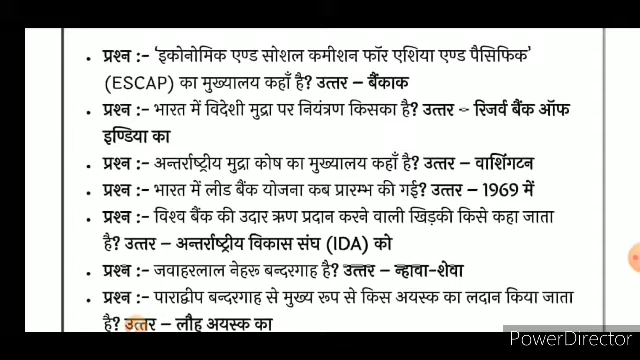 • प्रश्न :- ‘इकोनोमिक एण्ड सोशल कमीशन फॉर एशिया एण्ड पैसिफिक’
(ESCAP) का मुख्यालय कहाँ है? उत्तर – बैंकाक
• प्रश्न :- भारत में विदेशी मुद्रा पर नियंत्रण किसका है? उत्तर – रिजर्व बैंक ऑफ
इण्डिया का
• प्रश्न :- अन्तर्राष्ट्रीय मुद्रा कोष का मुख्यालय कहाँ है? उत्तर – वाशिंगटन
• प्रश्न :- भारत में लीड बैंक योजना कब प्रारम्भ की गई? उत्तर – 1969 में
• प्रश्न :- विश्व बैंक की उदार ऋण प्रदान करने वाली खिड़की किसे कहा जाता
है? उत्तर – अन्तर्राष्ट्रीय विकास संघ (IDA) को
• प्रश्न :- जवाहरलाल नेहरू बन्दरगाह है? उत्तर – न्हावा-शेवा
• प्रश्न :- पाराद्वीप बन्दरगाह से मुख्य रूप से किस अयस्क का लदान किया जाता
है? उत्तर – लौह अयस्क का
PowerDirector